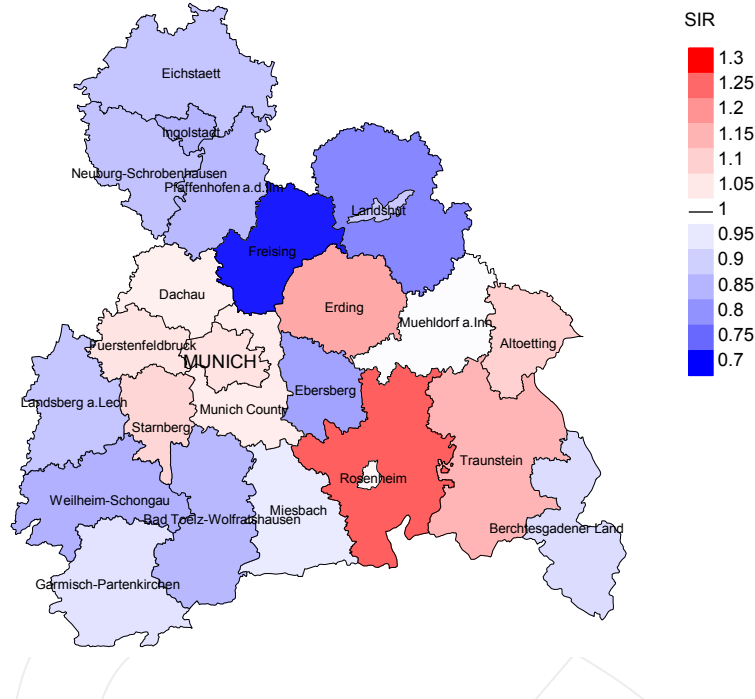 SIR
1.3
1.25
1.2
1.15
1.1
1.05
1
0.95
0.9
0.85
0.8
0.75
0.7
Eichstaett
Ingolstadt
Neuburg-Schrobenhausen
Pfaffenhofen a.d.Ilm
Landshut
Freising
Dachau
Erding
Muehldorf a.Inn
Altoetting
Fuerstenfeldbruck
MUNICH
Ebersberg
Landsberg a.Lech
Munich County
Starnberg
Traunstein
Rosenheim
Weilheim-Schongau
Miesbach
Bad Toelz-Wolfratshausen
Berchtesgadener Land
Garmisch-Partenkirchen